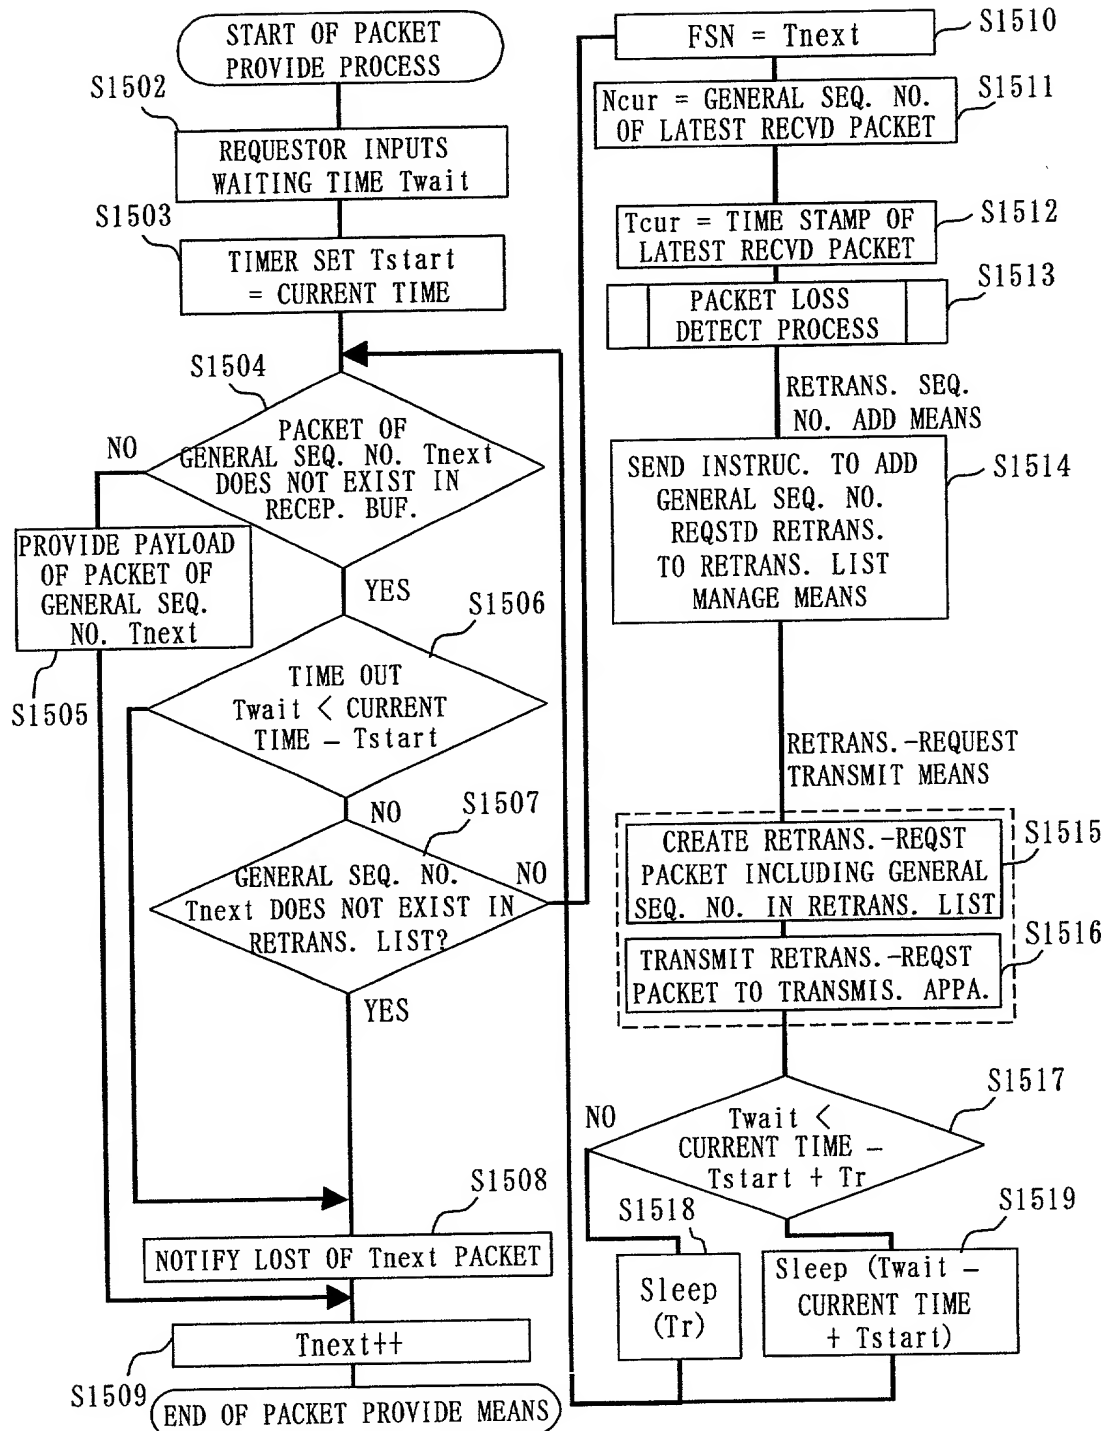 START OF PACKET
PROVIDE PROCESS
S1502
REQUESTOR INPUTS
WAITING TIME Twait
S1503
TIMER SET Tstart
= CURRENT TIME
S1504
PACKET OF
GENERAL SEQ. NO. Tnext
DOES NOT EXIST IN
RECEP. BUF.
NO
PROVIDE PAYLOAD
OF PACKET OF
GENERAL SEQ.
NO. Tnext
S1505
YES
S1506
TIME OUT
Twait < CURRENT
TIME – Tstart
NO
S1507
GENERAL SEQ. NO.
Tnext DOES NOT EXIST IN
RETRANS. LIST?
NO
YES
S1508
NOTIFY LOST OF Tnext PACKET
Tnext++
S1509
END OF PACKET PROVIDE MEANS
FSN = Tnext
S1510
Ncur = GENERAL SEQ. NO.
OF LATEST RECVD PACKET
S1511
Tcur = TIME STAMP OF
LATEST RECVD PACKET
S1512
PACKET LOSS
DETECT PROCESS
S1513
RETRANS. SEQ.
NO. ADD MEANS
SEND INSTRUC. TO ADD
GENERAL SEQ. NO.
REQSTD RETRANS.
TO RETRANS. LIST
MANAGE MEANS
S1514
RETRANS.-REQUEST
TRANSMIT MEANS
CREATE RETRANS.-REQST
PACKET INCLUDING GENERAL
SEQ. NO. IN RETRANS. LIST
S1515
TRANSMIT RETRANS.-REQST
PACKET TO TRANSMIS. APPA.
S1516
Twait <
CURRENT TIME –
Tstart + Tr
S1517
NO
S1518
Sleep
(Tr)
S1519
Sleep (Twait –
CURRENT TIME
+ Tstart)